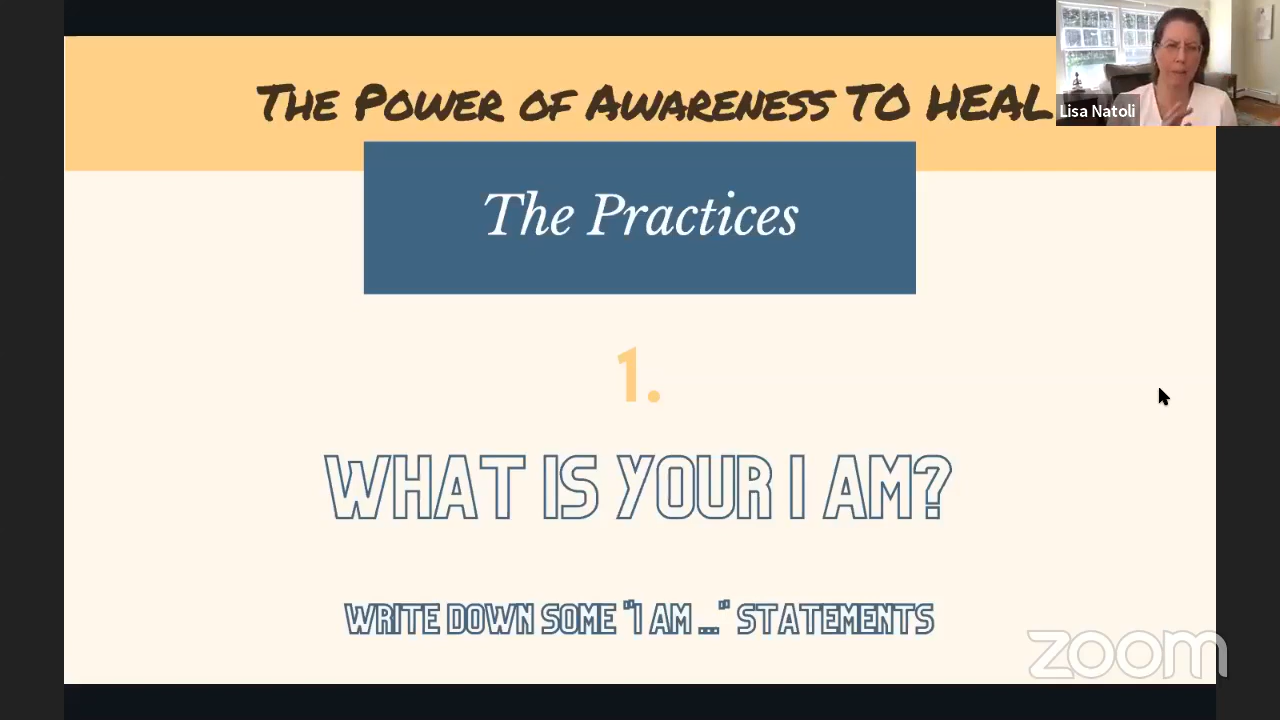 The Power of Awareness TO HEAL
Lisa Natoli
The Practices
1.
WHAT IS YOUR I AM?
WRITE DOWN SOME "I AM ..." STATEMENTS
zoom